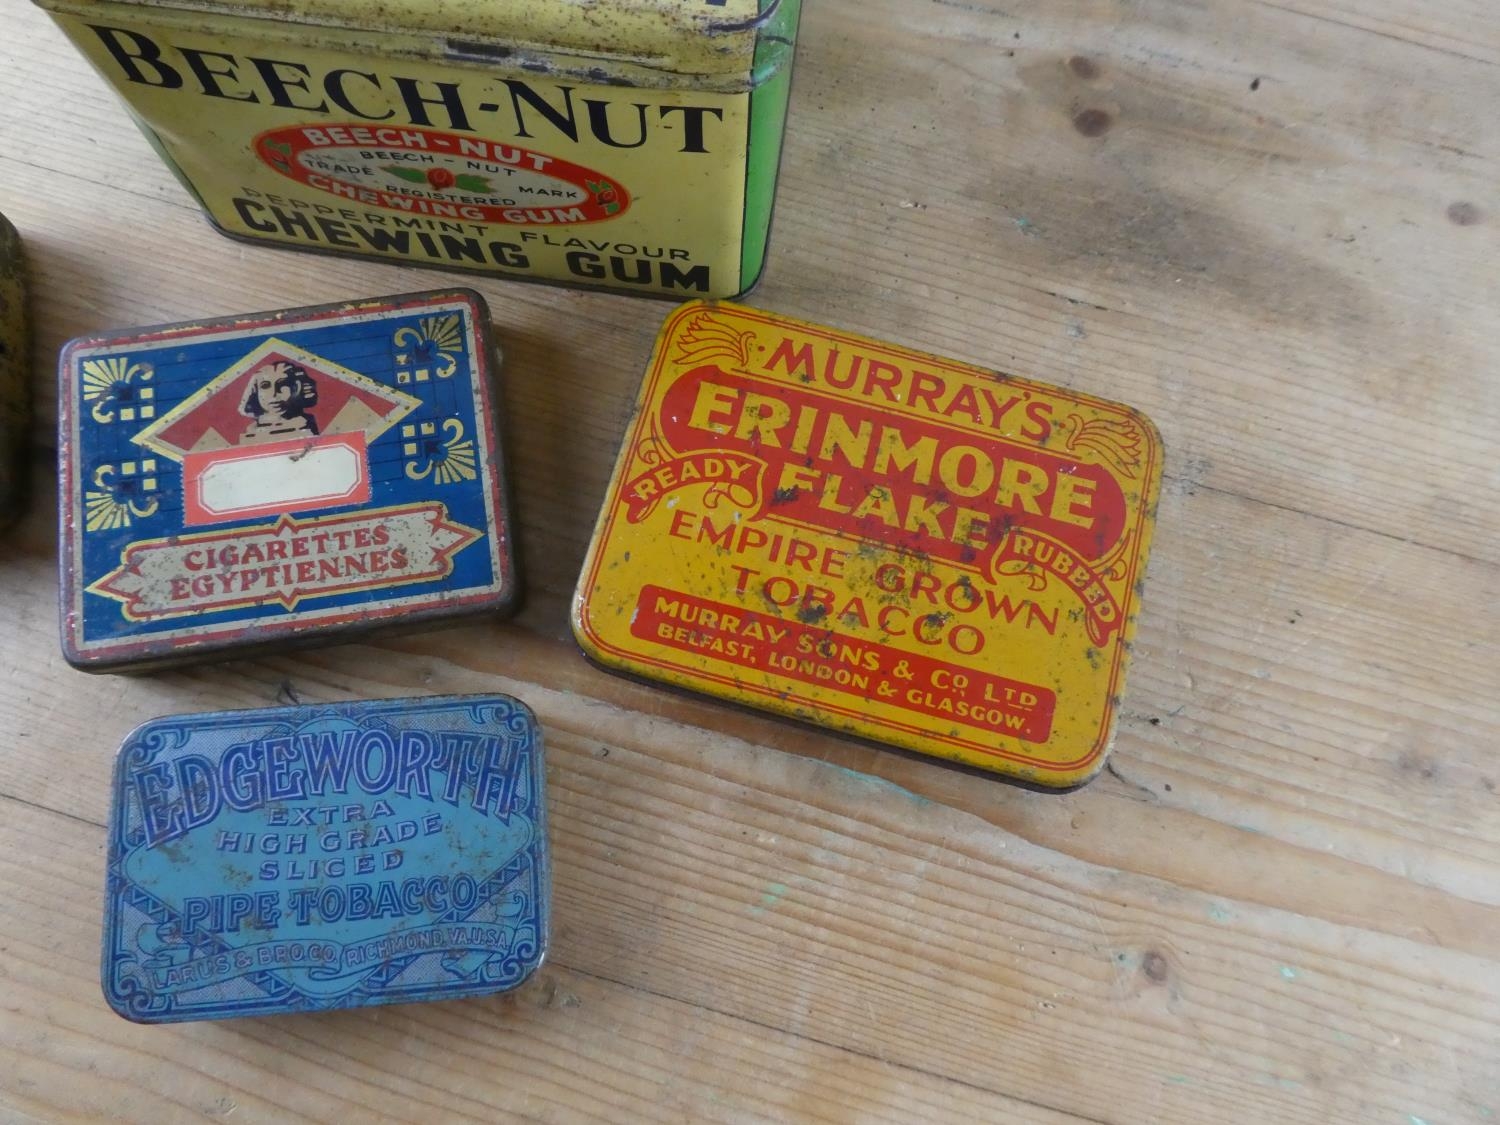 BEECH-NUT
BEECH-NUT
BEECH-NUT
TRADE MARK
REGISTERED
CHEWING GUM
PEPPERMINT FLAVOUR
CHEWING GUM
CIGARETTES
EGYPTIENNES
MURRAY'S
ERINMORE
FLAKE
READY RUBBED
EMPIRE GROWN
TOBACCO
MURRAY SONS & CO LTD
BELFAST, LONDON & GLASGOW.
EDGEWORTH
EXTRA
HIGH GRADE
SLICED
PIPE TOBACCO
LARUS & BRO. CO. RICHMOND, VA. U.S.A.